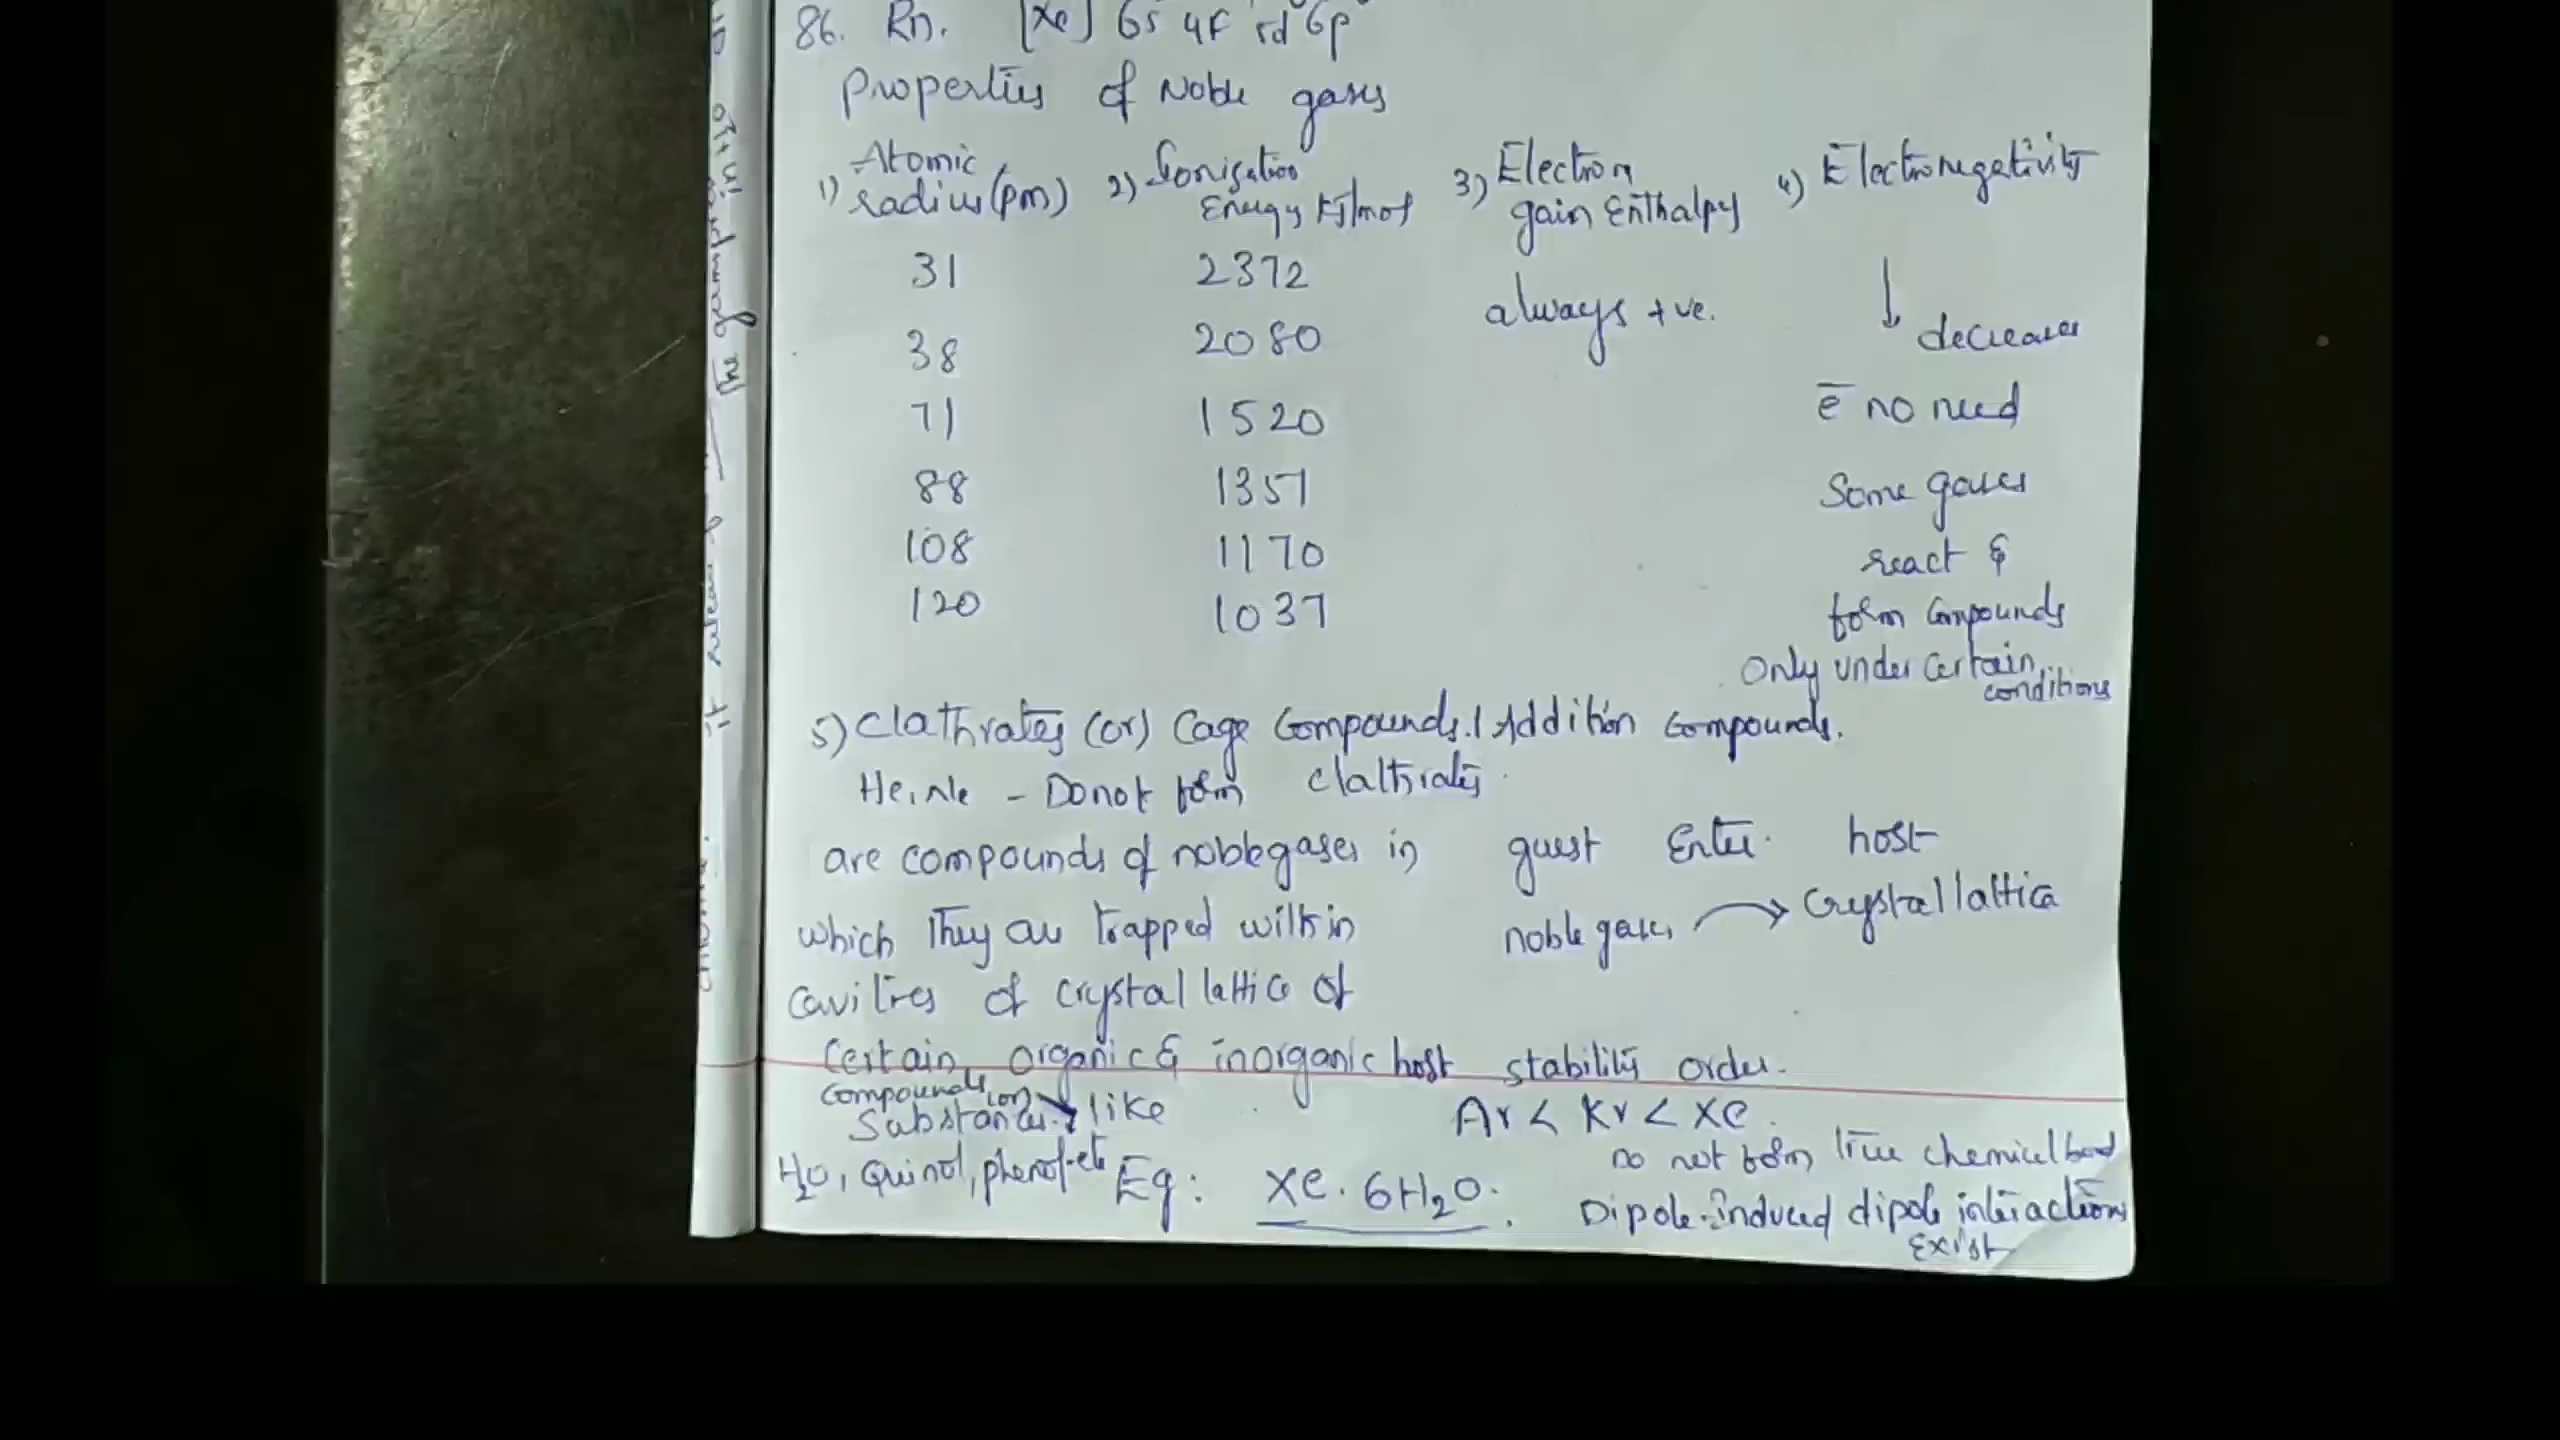 86. Rn. [Xe] 6s 4f 5d 6p
Properties of Noble gases
1) Atomic radius (pm) 2) Ionisation Energy KJ/mol 3) Electron gain Enthalpy 4) Electronegativity
31 2372 always +ve. ↓ decreases
38 2080
71 1520 e̅ no need
88 1351 Some gases
108 1170 react &
120 1037 form Compounds
Only under Certain conditions
5) Clathrates (or) Cage Compounds. / Addition Compounds.
He, Ne - Do not form clathrates.
are compounds of noble gases in
which They are trapped within
cavities of crystal lattice of
certain organic & inorganic host
compounds (or)
Substances like
H2O, Quinol, phenol etc
Eg: Xe. 6H2O.
guest Enter. host
noble gases → Crystal lattice
stability order.
Ar < Kr < Xe.
Do not form true chemical bond
Dipole-induced dipole interactions
exist